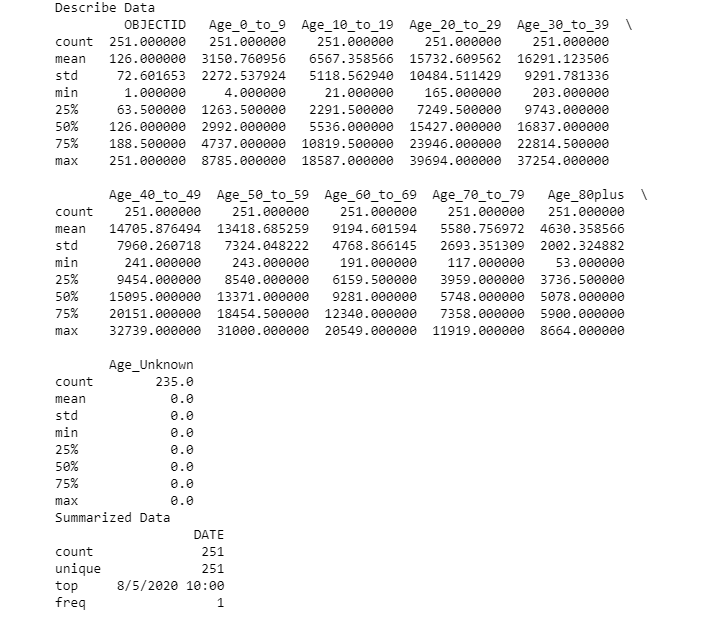 Describe Data
OBJECTID Age_0_to_9 Age_10_to_19 Age_20_to_29 Age_30_to_39 \
count 251.000000 251.000000 251.000000 251.000000 251.000000
mean 126.000000 3150.760956 6567.358566 15732.609562 16291.123506
std 72.601653 2272.537924 5118.562940 10484.511429 9291.781336
min 1.000000 4.000000 21.000000 165.000000 203.000000
25% 63.500000 1263.500000 2291.500000 7249.500000 9743.000000
50% 126.000000 2992.000000 5536.000000 15427.000000 16837.000000
75% 188.500000 4737.000000 10819.500000 23946.000000 22814.500000
max 251.000000 8785.000000 18587.000000 39694.000000 37254.000000
Age_40_to_49 Age_50_to_59 Age_60_to_69 Age_70_to_79 Age_80plus \
count 251.000000 251.000000 251.000000 251.000000 251.000000
mean 14705.876494 13418.685259 9194.601594 5580.756972 4630.358566
std 7960.260718 7324.048222 4768.866145 2693.351309 2002.324882
min 241.000000 243.000000 191.000000 117.000000 53.000000
25% 9454.000000 8540.000000 6159.500000 3959.000000 3736.500000
50% 15095.000000 13371.000000 9281.000000 5748.000000 5078.000000
75% 20151.000000 18454.500000 12340.000000 7358.000000 5900.000000
max 32739.000000 31000.000000 20549.000000 11919.000000 8664.000000
Age_Unknown
count 235.0
mean 0.0
std 0.0
min 0.0
25% 0.0
50% 0.0
75% 0.0
max 0.0
Summarized Data
DATE
count 251
unique 251
top 8/5/2020 10:00
freq 1